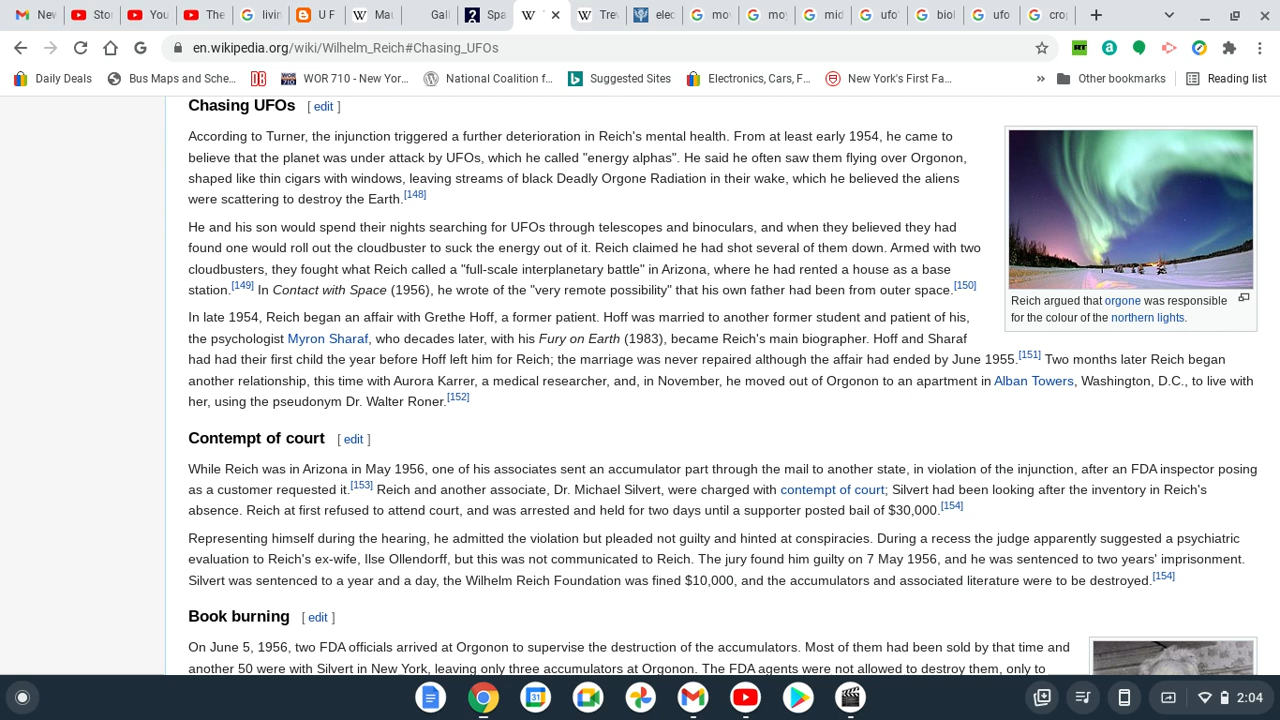 New
Stor
You
The
livin
U F
Mau
Gali
Spa
W
Trev
elec
mov
moy
mid
ufo'
biol
ufo
crop
en.wikipedia.org/wiki/Wilhelm_Reich#Chasing_UFOs
Daily Deals
Bus Maps and Sche...
WOR 710 - New Yor...
National Coalition f...
Suggested Sites
Electronics, Cars, F...
New York's First Fa...
»
Other bookmarks
Reading list
Chasing UFOs [ edit ]
According to Turner, the injunction triggered a further deterioration in Reich's mental health. From at least early 1954, he came to
believe that the planet was under attack by UFOs, which he called "energy alphas". He said he often saw them flying over Orgonon,
shaped like thin cigars with windows, leaving streams of black Deadly Orgone Radiation in their wake, which he believed the aliens
were scattering to destroy the Earth.[148]
He and his son would spend their nights searching for UFOs through telescopes and binoculars, and when they believed they had
found one would roll out the cloudbuster to suck the energy out of it. Reich claimed he had shot several of them down. Armed with two
cloudbusters, they fought what Reich called a "full-scale interplanetary battle" in Arizona, where he had rented a house as a base
station.[149] In Contact with Space (1956), he wrote of the "very remote possibility" that his own father had been from outer space.[150]
Reich argued that orgone was responsible
for the colour of the northern lights.
In late 1954, Reich began an affair with Grethe Hoff, a former patient. Hoff was married to another former student and patient of his,
the psychologist Myron Sharaf, who decades later, with his Fury on Earth (1983), became Reich's main biographer. Hoff and Sharaf
had had their first child the year before Hoff left him for Reich; the marriage was never repaired although the affair had ended by June 1955.[151] Two months later Reich began
another relationship, this time with Aurora Karrer, a medical researcher, and, in November, he moved out of Orgonon to an apartment in Alban Towers, Washington, D.C., to live with
her, using the pseudonym Dr. Walter Roner.[152]
Contempt of court [ edit ]
While Reich was in Arizona in May 1956, one of his associates sent an accumulator part through the mail to another state, in violation of the injunction, after an FDA inspector posing
as a customer requested it.[153] Reich and another associate, Dr. Michael Silvert, were charged with contempt of court; Silvert had been looking after the inventory in Reich's
absence. Reich at first refused to attend court, and was arrested and held for two days until a supporter posted bail of $30,000.[154]
Representing himself during the hearing, he admitted the violation but pleaded not guilty and hinted at conspiracies. During a recess the judge apparently suggested a psychiatric
evaluation to Reich's ex-wife, Ilse Ollendorff, but this was not communicated to Reich. The jury found him guilty on 7 May 1956, and he was sentenced to two years' imprisonment.
Silvert was sentenced to a year and a day, the Wilhelm Reich Foundation was fined $10,000, and the accumulators and associated literature were to be destroyed.[154]
Book burning [ edit ]
On June 5, 1956, two FDA officials arrived at Orgonon to supervise the destruction of the accumulators. Most of them had been sold by that time and
another 50 were with Silvert in New York, leaving only three accumulators at Orgonon. The FDA agents were not allowed to destroy them, only to
2:04